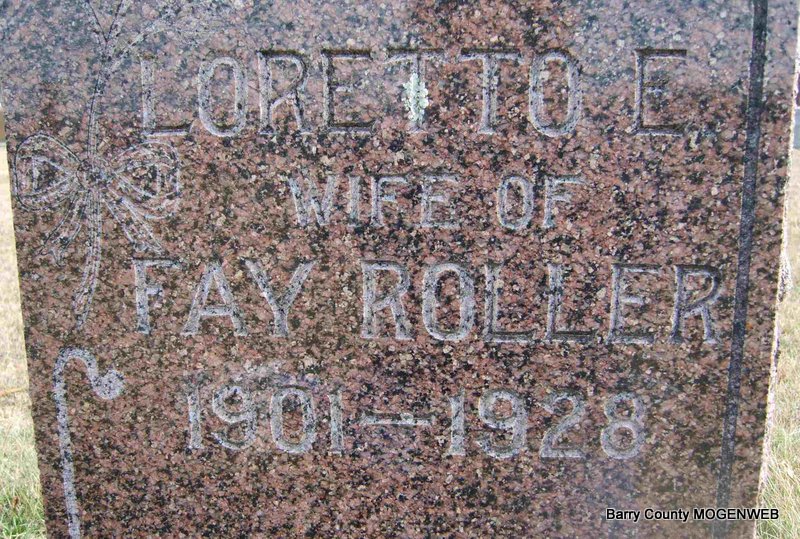 LORETTO E.
WIFE OF
FAY ROLLER
1901—1928
Barry County MOGENWEB